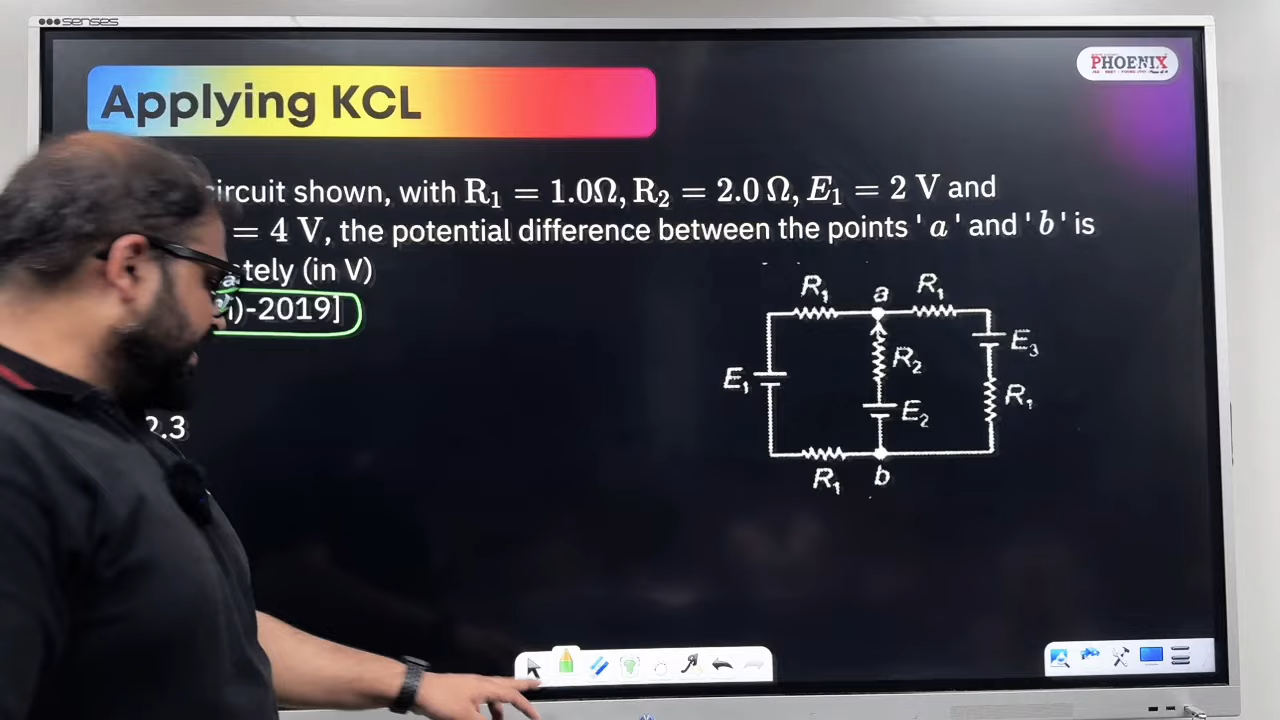 senses
PHOENIX
Applying KCL
circuit shown, with R₁ = 1.0Ω, R₂ = 2.0 Ω, E₁ = 2 V and
= 4 V, the potential difference between the points ' a ' and ' b ' is
tely (in V)
)-2019]
2.3
R₁ a R₁
E₃
R₂
E₁
R₁
E₂
R₁ b